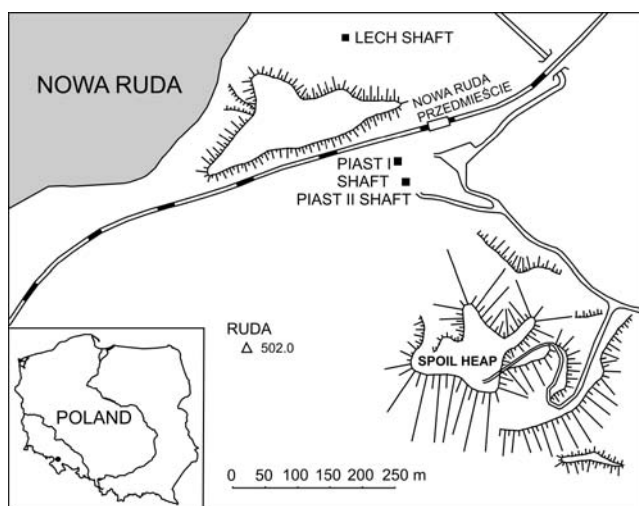 LECH SHAFT
NOWA RUDA
NOWA RUDA
PRZEDMIEŚCIE
PIAST I
SHAFT
PIAST II SHAFT
RUDA
502.0
SPOIL HEAP
POLAND
0 50 100 150 200 250 m